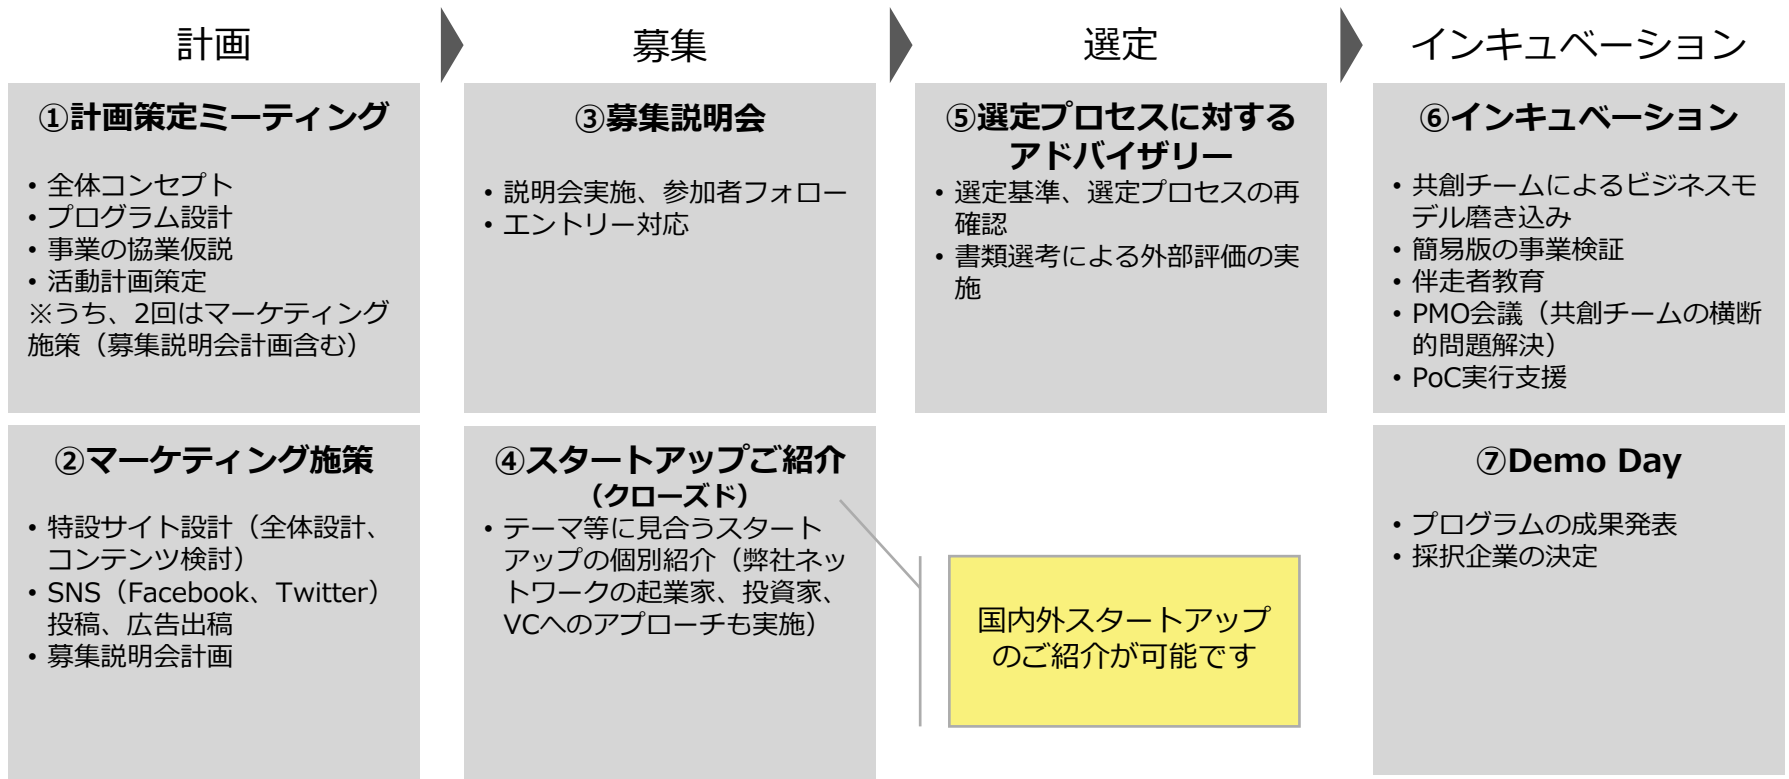 計画
募集
選定
インキュベーション
①計画策定ミーティング
• 全体コンセプト
• プログラム設計
• 事業の協業仮説
• 活動計画策定
※うち、2回はマーケティング
施策（募集説明会計画含む）
②マーケティング施策
• 特設サイト設計（全体設計、
コンテンツ検討）
• SNS（Facebook、Twitter）
投稿、広告出稿
• 募集説明会計画
③募集説明会
• 説明会実施、参加者フォロー
• エントリー対応
④スタートアップご紹介
（クローズド）
• テーマ等に見合うスタート
アップの個別紹介（弊社ネッ
トワークの起業家、投資家、
VCへのアプローチも実施）
⑤選定プロセスに対する
アドバイザリー
• 選定基準、選定プロセスの再
確認
• 書類選考による外部評価の実
施
国内外スタートアップ
のご紹介が可能です
⑥インキュベーション
• 共創チームによるビジネスモ
デル磨き込み
• 簡易版の事業検証
• 伴走者教育
• PMO会議（共創チームの横断
的問題解決）
• PoC実行支援
⑦Demo Day
• プログラムの成果発表
• 採択企業の決定